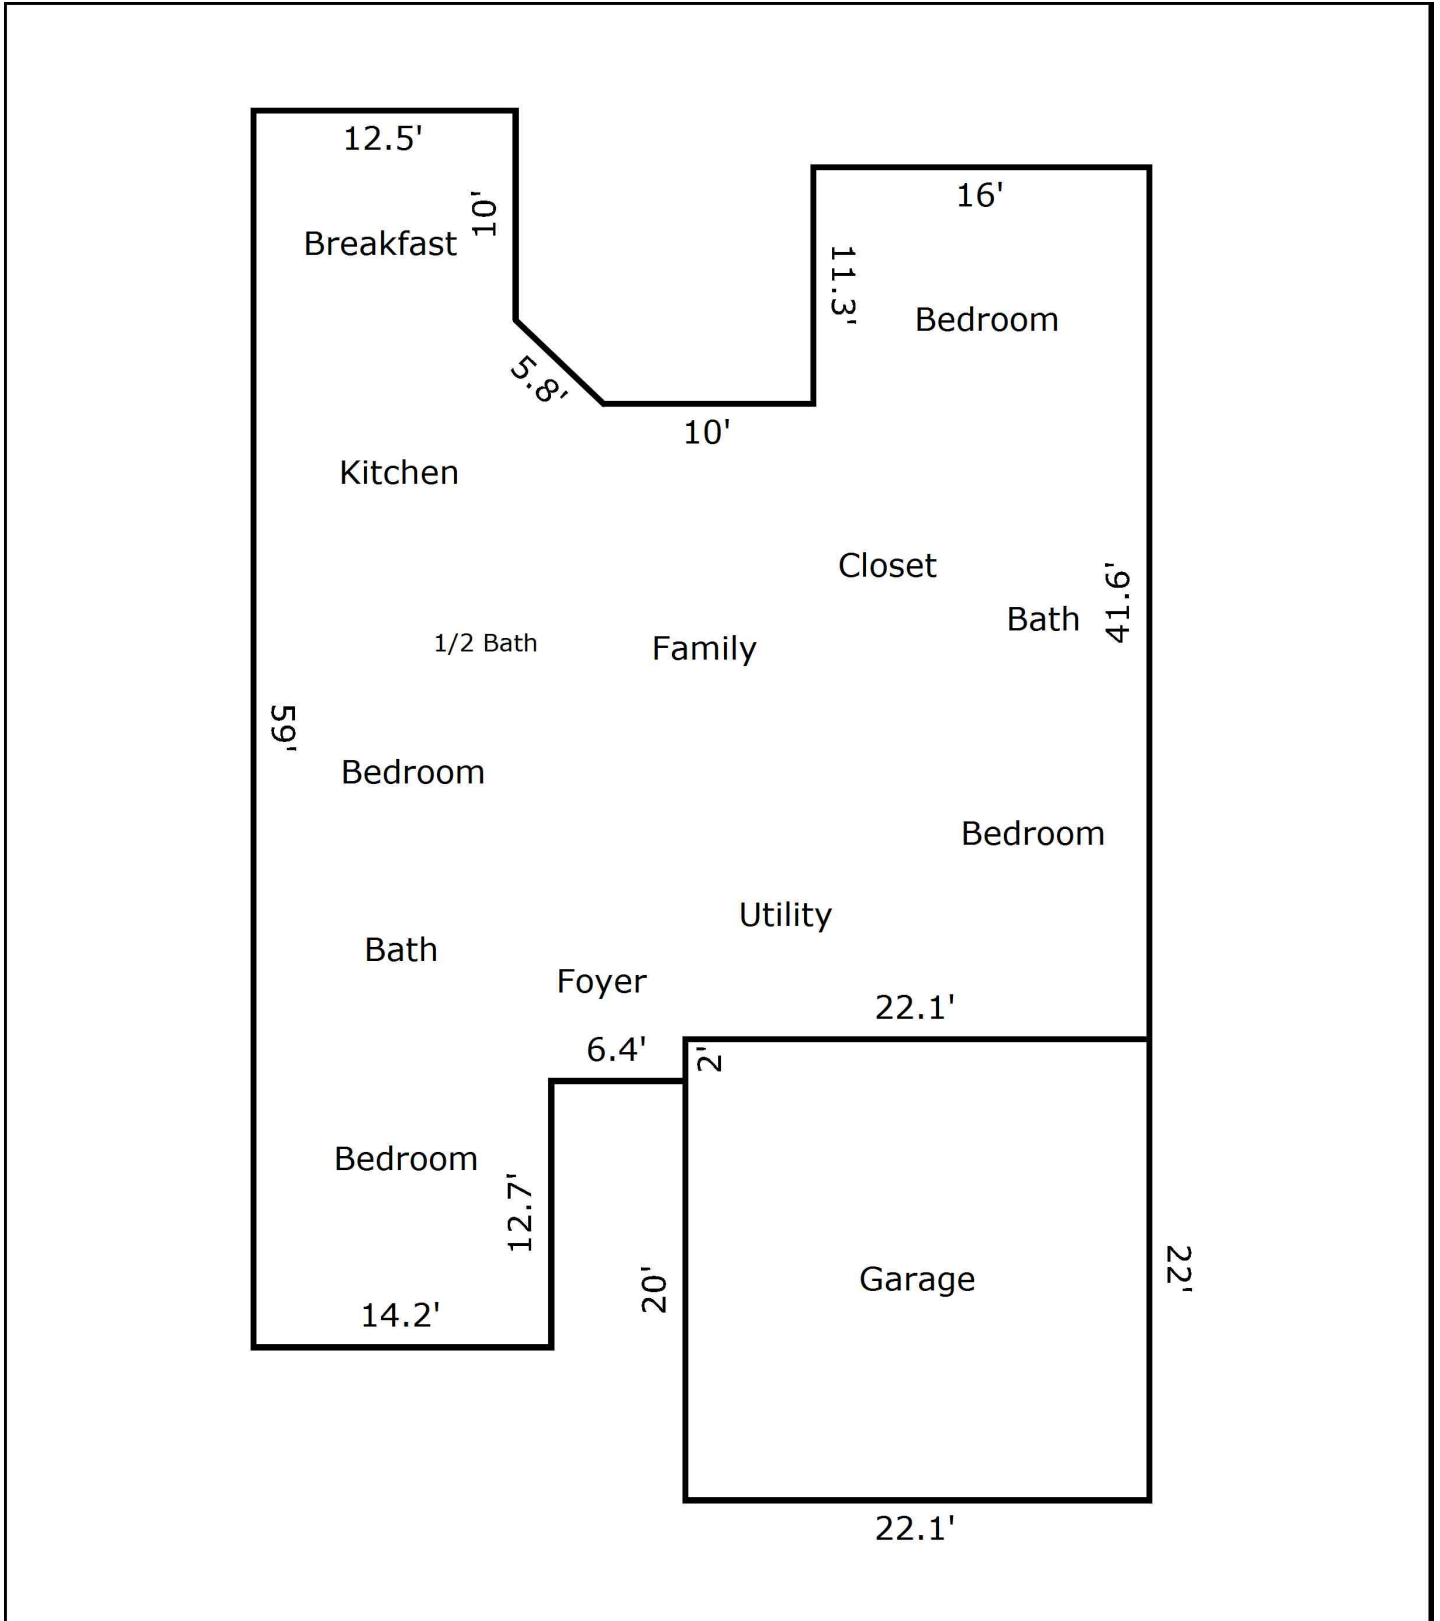 12.5'
10'
16'
Breakfast
11.3'
Bedroom
5.8'
10'
Kitchen
Closet
41.6'
Bath
1/2 Bath
Family
59'
Bedroom
Bedroom
Utility
Bath
Foyer
22.1'
6.4'
2'
Bedroom
12.7'
20'
Garage
22'
14.2'
22.1'